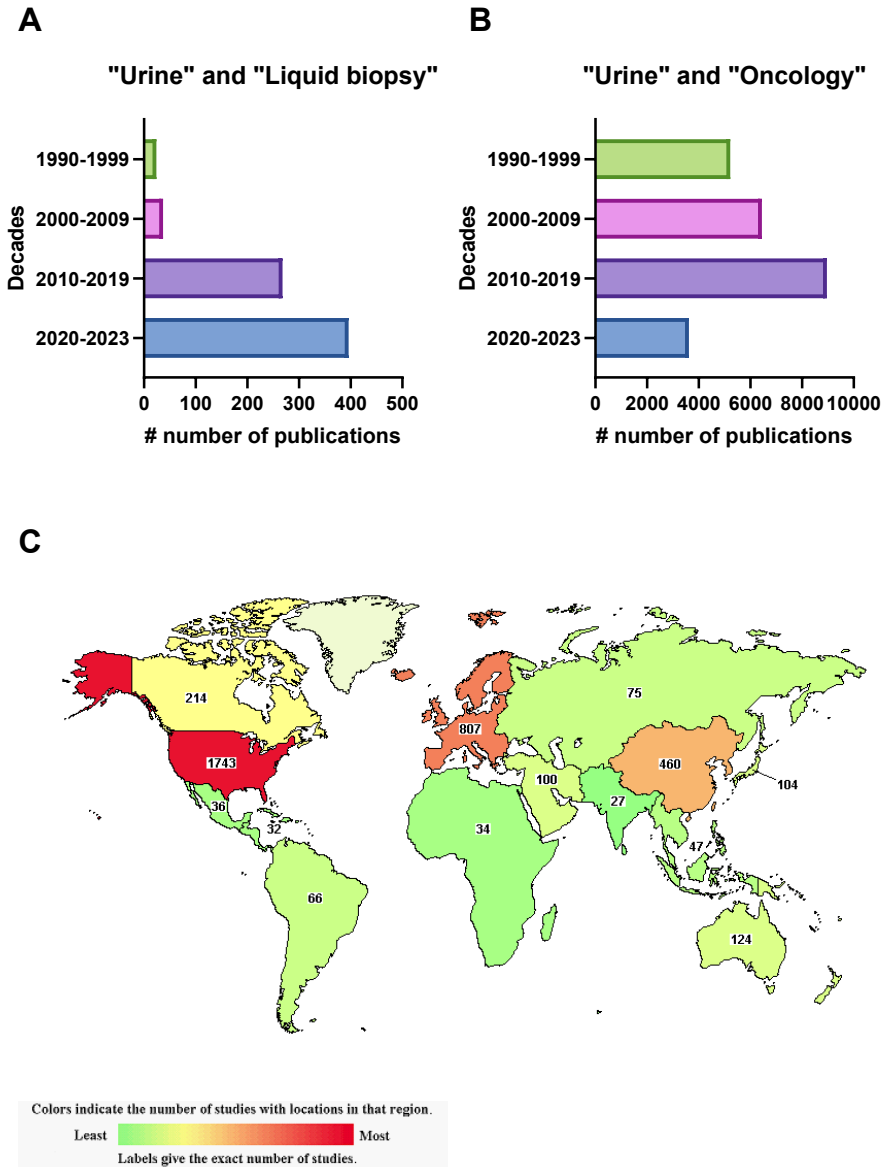 A
"Urine" and "Liquid biopsy"
Decades
1990-1999
2000-2009
2010-2019
2020-2023
0 100 200 300 400 500
# number of publications
B
"Urine" and "Oncology"
Decades
1990-1999
2000-2009
2010-2019
2020-2023
0 2000 4000 6000 8000 10000
# number of publications
C
214
75
807
1743
460
100
104
36
27
32
34
47
66
124
Colors indicate the number of studies with locations in that region.
Least Most
Labels give the exact number of studies.